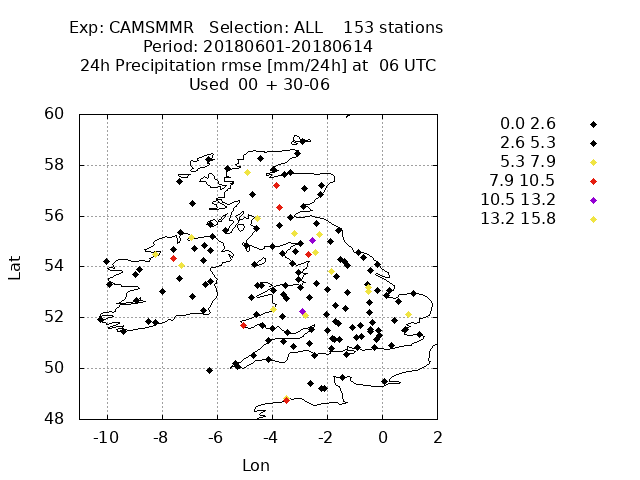 Exp: CAMSMMR Selection: ALL 153 stations
Period: 20180601-20180614
24h Precipitation rmse [mm/24h] at 06 UTC
Used 00 + 30-06
0.0 2.6
2.6 5.3
5.3 7.9
7.9 10.5
10.5 13.2
13.2 15.8
60
58
56
54
52
50
48
Lat
-10 -8 -6 -4 -2 0 2
Lon